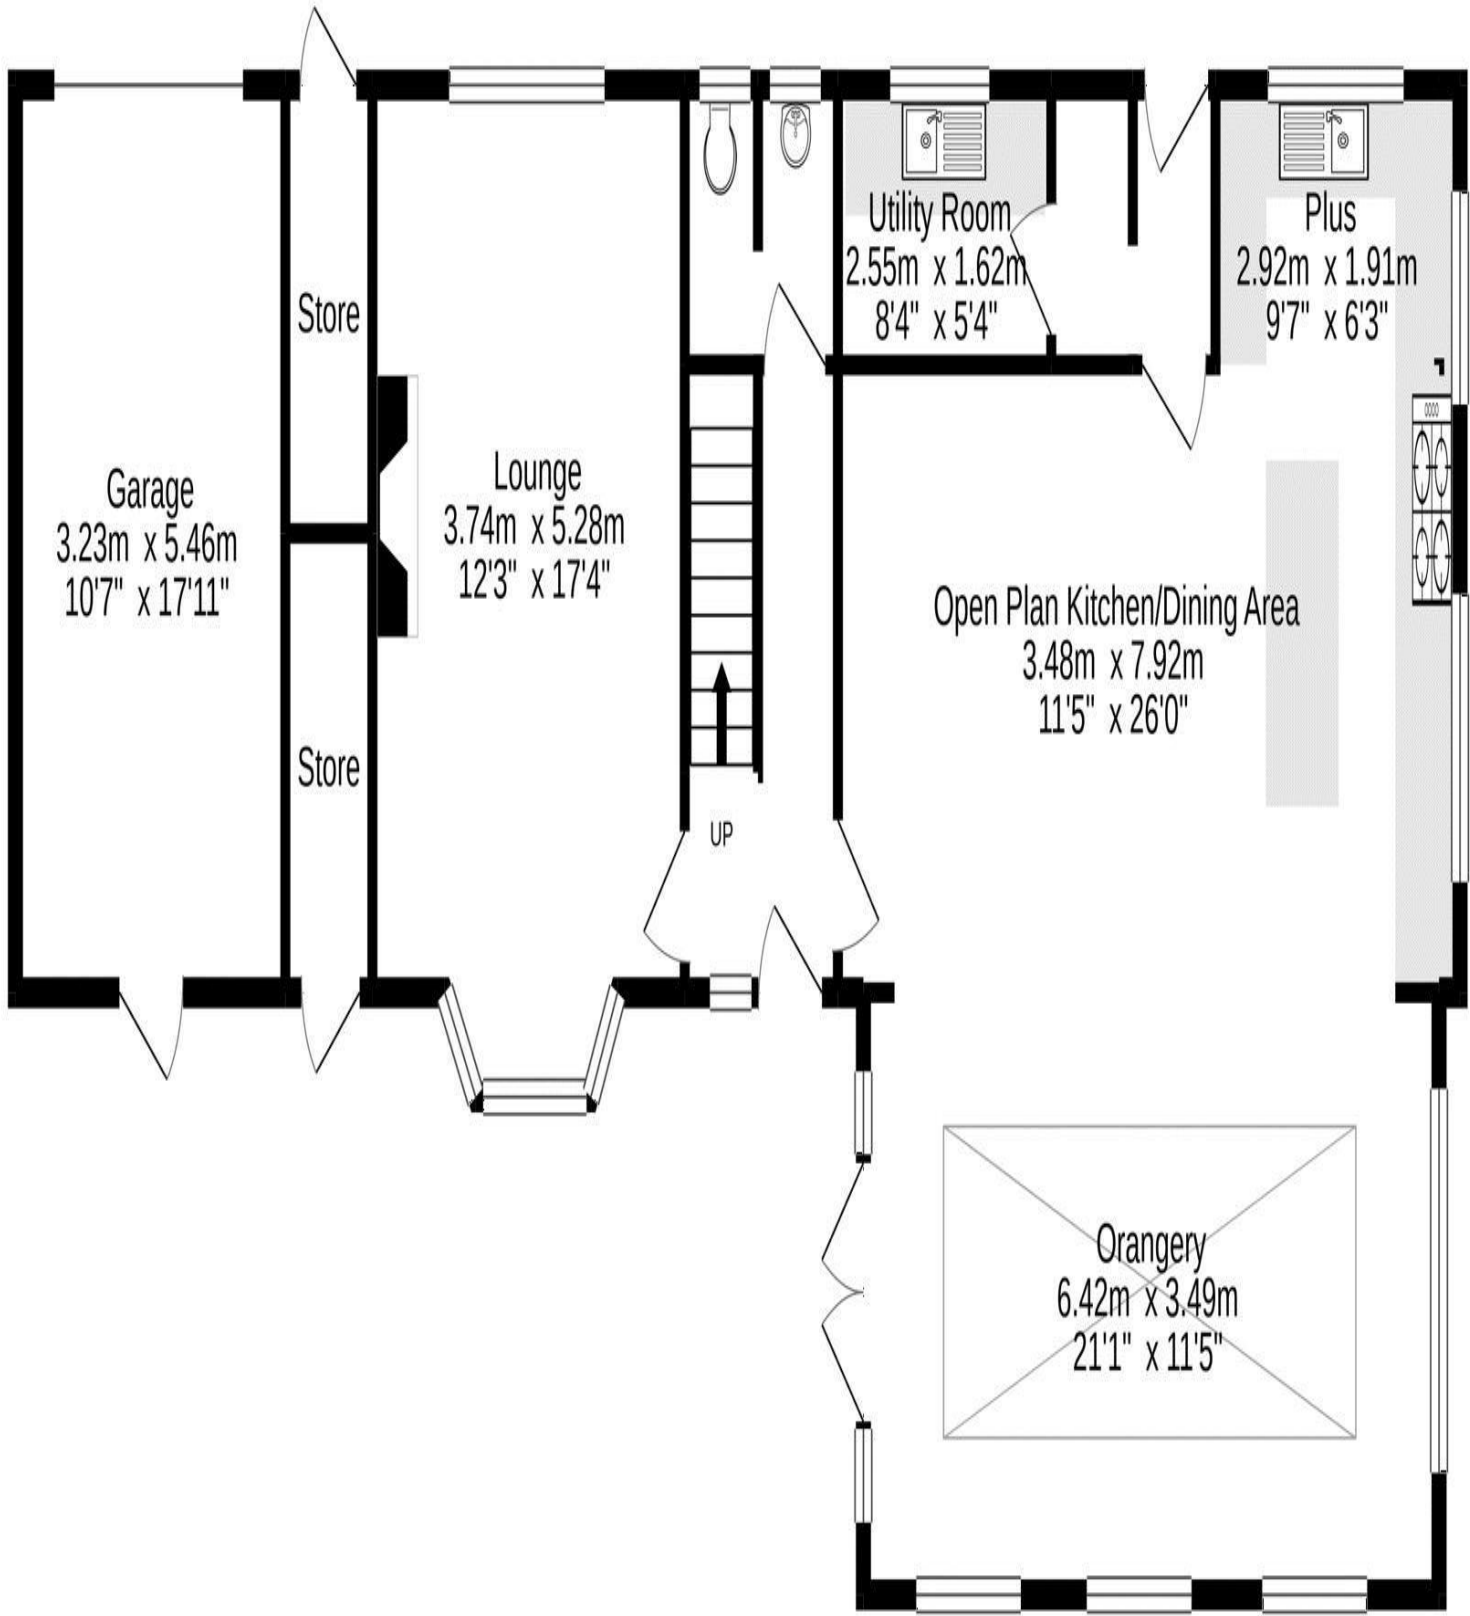 Utility Room
2.55m x 1.62m
8'4" x 5'4"
Plus
2.92m x 1.91m
9'7" x 6'3"
Store
Garage
3.23m x 5.46m
10'7" x 17'11"
Lounge
3.74m x 5.28m
12'3" x 17'4"
Open Plan Kitchen/Dining Area
3.48m x 7.92m
11'5" x 26'0"
Store
UP
Orangery
6.42m x 3.49m
21'1" x 11'5"